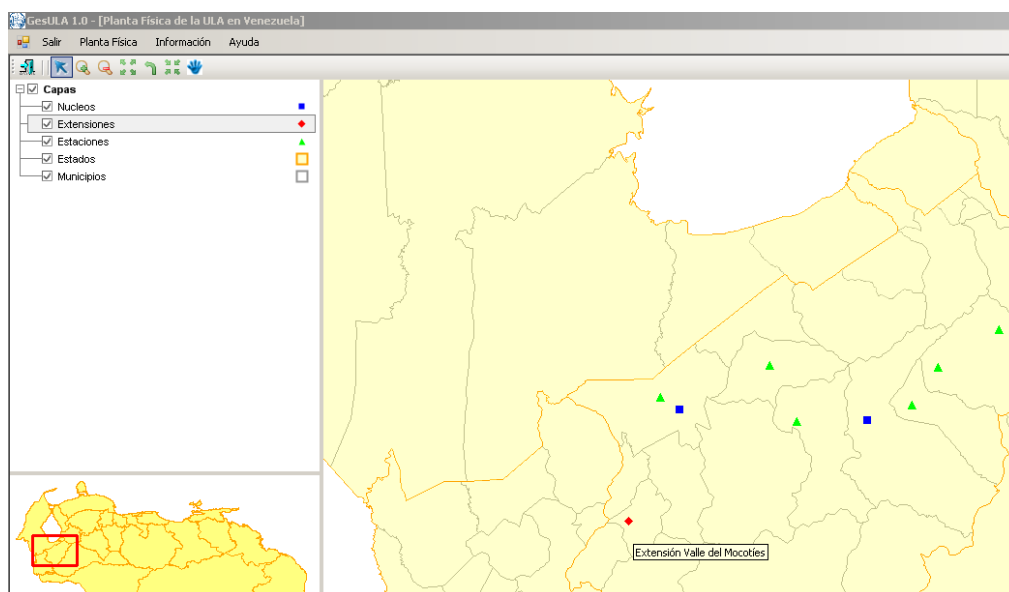 GesULA 1.0 - [Planta Física de la ULA en Venezuela]
Salir Planta Física Información Ayuda
Capas
Nucleos
Extensiones
Estaciones
Estados
Municipios
Extensión Valle del Mocotíes